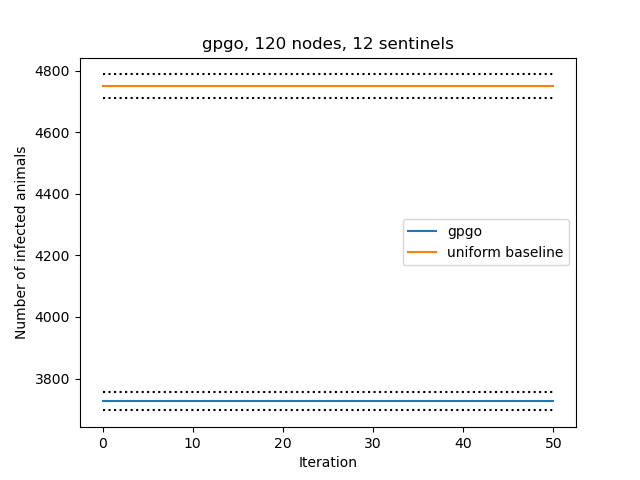 gpgo, 120 nodes, 12 sentinels
Number of infected animals
4800
4600
4400
4200
4000
3800
gpgo
uniform baseline
0
10
20
30
40
50
Iteration